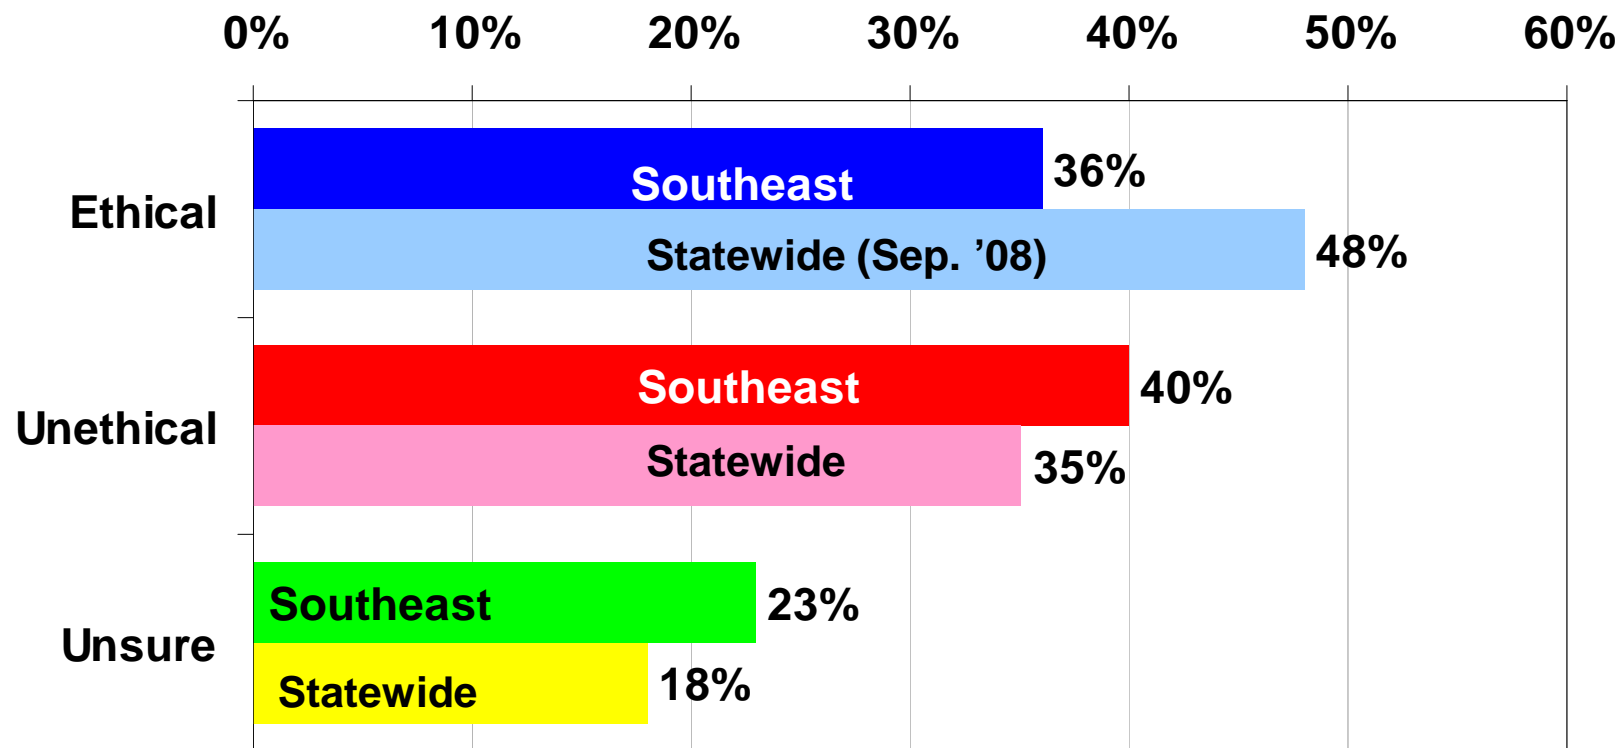 0% 10% 20% 30% 40% 50% 60%
Southeast 36%
Ethical
Statewide (Sep. ’08) 48%
Southeast 40%
Unethical
Statewide 35%
Southeast 23%
Unsure
Statewide 18%